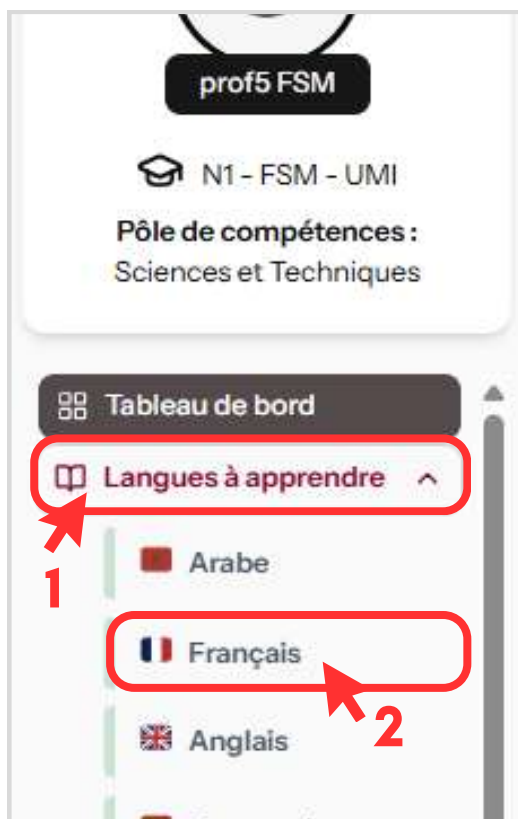 prof5 FSM
N1 - FSM - UMI
Pôle de compétences :
Sciences et Techniques
Tableau de bord
Langues à apprendre
1
Arabe
Français
2
Anglais